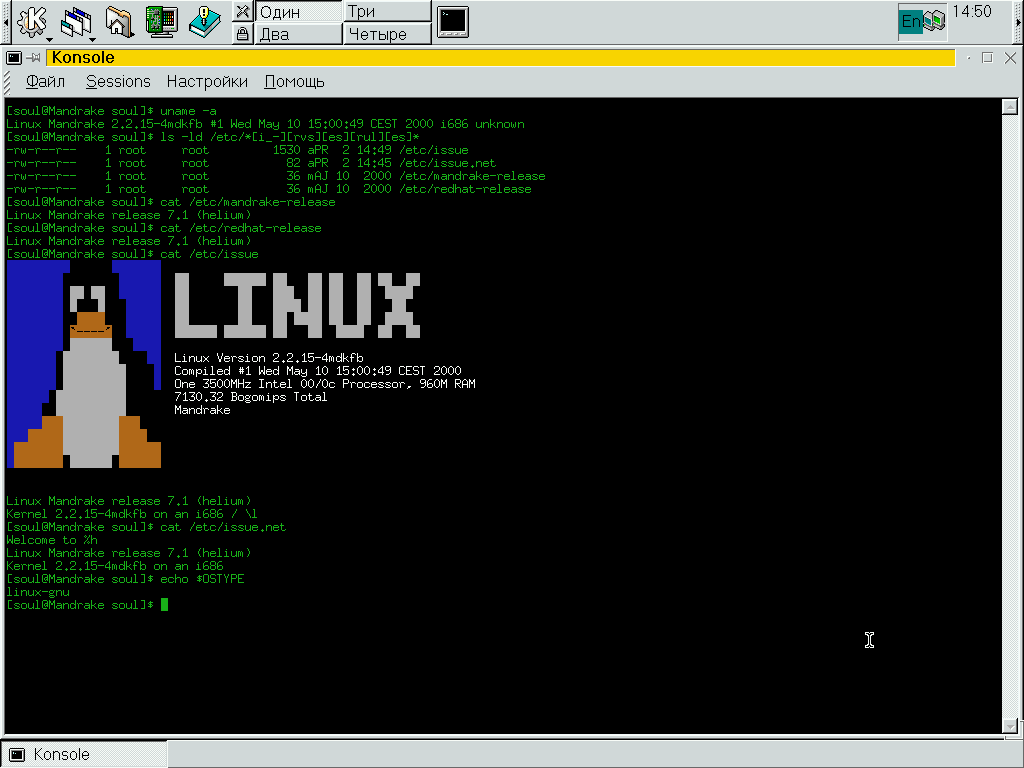 Один
Три
Два
Четыре
En
14:50
Konsole
Файл Sessions Настройки Помощь
[soul@Mandrake soul]$ uname -a
Linux Mandrake 2.2.15-4mdkfb #1 Wed May 10 15:00:49 CEST 2000 i686 unknown
[soul@Mandrake soul]$ ls -ld /etc/*[i_-][rvs][es][rul][es]*
-rw-r--r-- 1 root root 1530 aPR 2 14:49 /etc/issue
-rw-r--r-- 1 root root 82 aPR 2 14:45 /etc/issue.net
-rw-r--r-- 1 root root 36 mAJ 10 2000 /etc/mandrake-release
-rw-r--r-- 1 root root 36 mAJ 10 2000 /etc/redhat-release
[soul@Mandrake soul]$ cat /etc/mandrake-release
Linux Mandrake release 7.1 (helium)
[soul@Mandrake soul]$ cat /etc/redhat-release
Linux Mandrake release 7.1 (helium)
[soul@Mandrake soul]$ cat /etc/issue
LINUX
Linux Version 2.2.15-4mdkfb
Compiled #1 Wed May 10 15:00:49 CEST 2000
One 3500MHz Intel 00/0c Processor, 960M RAM
7130.32 Bogomips Total
Mandrake
Linux Mandrake release 7.1 (helium)
Kernel 2.2.15-4mdkfb on an i686 / \l
[soul@Mandrake soul]$ cat /etc/issue.net
Welcome to %h
Linux Mandrake release 7.1 (helium)
Kernel 2.2.15-4mdkfb on an i686
[soul@Mandrake soul]$ echo $OSTYPE
linux-gnu
[soul@Mandrake soul]$
Konsole